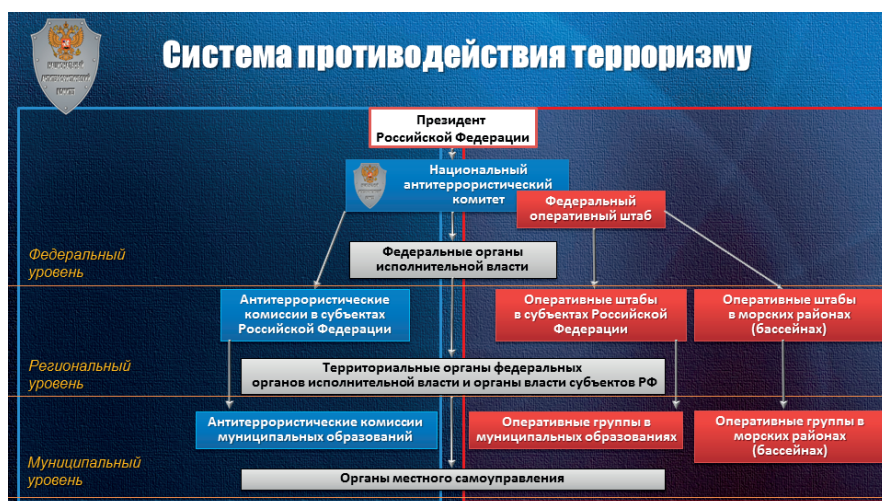 Система противодействия терроризму
Президент
Российской Федерации
Национальный
антитеррористический
комитет
Федеральный
оперативный штаб
Федеральный
уровень
Федеральные органы
исполнительной власти
Антитеррористические
комиссии в субъектах
Российской Федерации
Оперативные штабы
в субъектах Российской
Федерации
Оперативные штабы
в морских районах
(бассейнах)
Региональный
уровень
Территориальные органы федеральных
органов исполнительной власти и органы власти субъектов РФ
Антитеррористические комиссии
муниципальных образований
Оперативные группы в
муниципальных образованиях
Оперативные группы в
морских районах
(бассейнах)
Муниципальный
уровень
Органы местного самоуправления